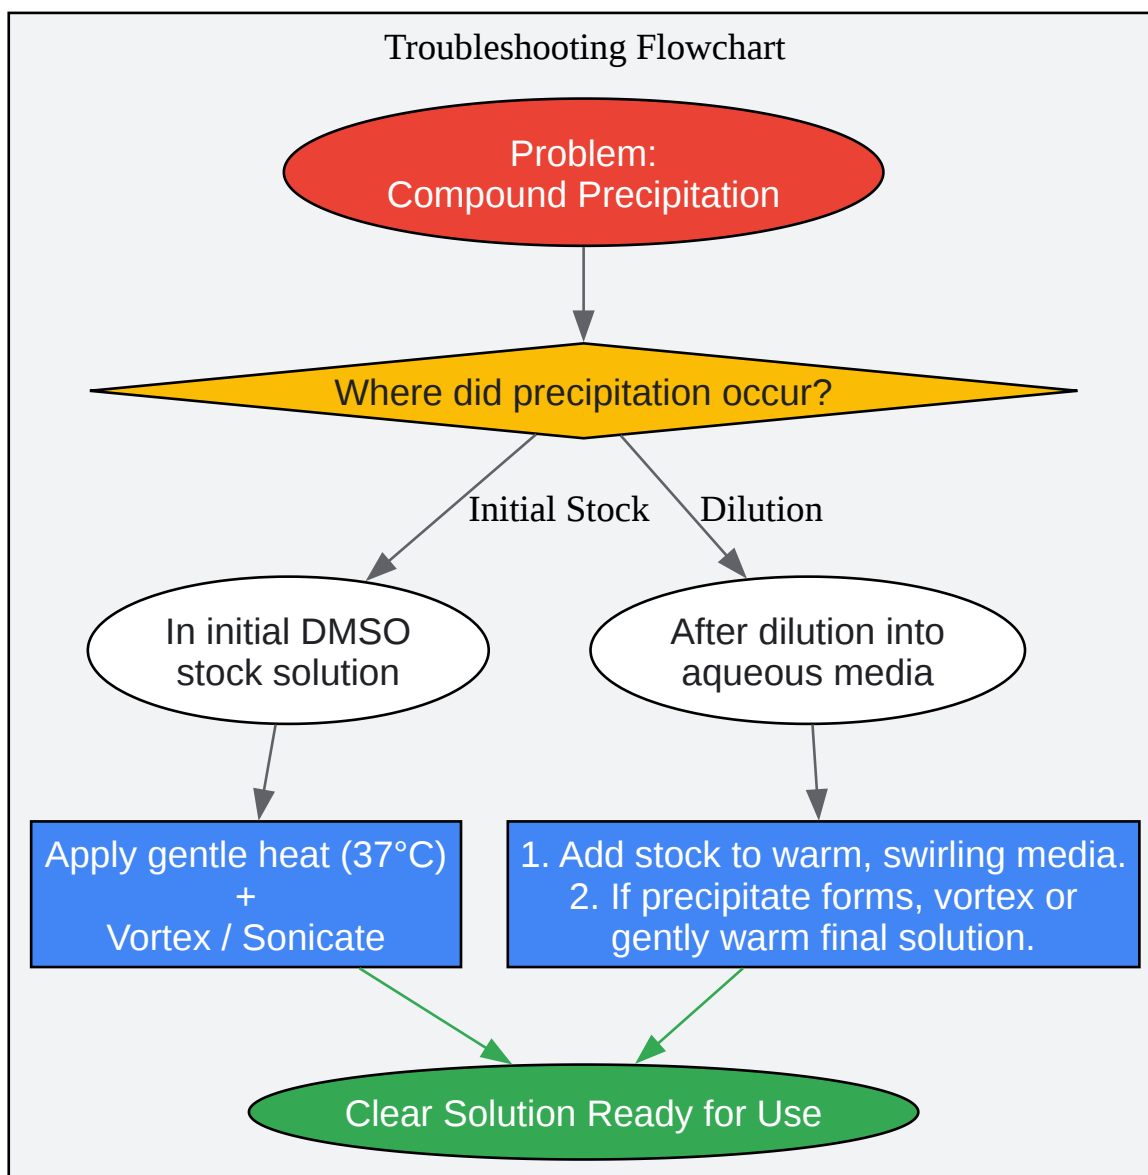 Troubleshooting Flowchart
Problem:
Compound Precipitation
Where did precipitation occur?
Initial Stock
Dilution
In initial DMSO
stock solution
After dilution into
aqueous media
Apply gentle heat (37°C)
+
Vortex / Sonicate
1. Add stock to warm, swirling media.
2. If precipitate forms, vortex or
gently warm final solution.
Clear Solution Ready for Use